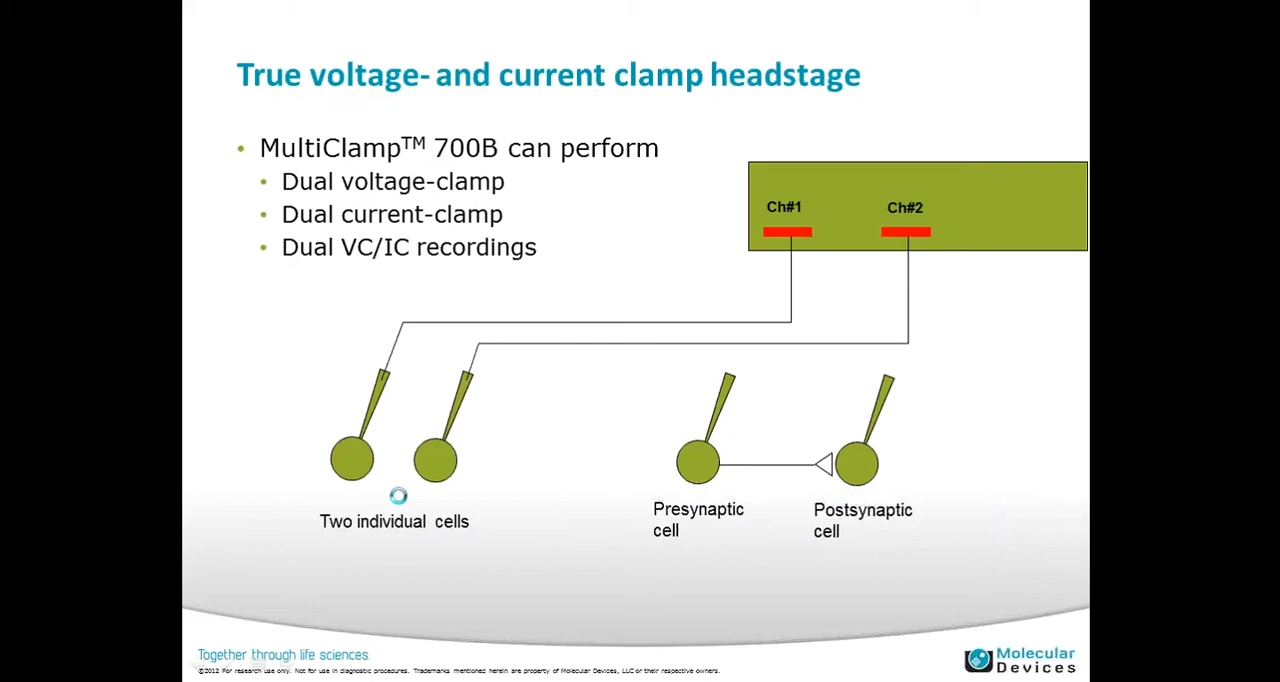 True voltage- and current clamp headstage
• MultiClamp™ 700B can perform
• Dual voltage-clamp
• Dual current-clamp
• Dual VC/IC recordings
Ch#1
Ch#2
Two individual cells
Presynaptic
cell
Postsynaptic
cell
Together through life sciences.
©2012 For research use only. Not for use in diagnostic procedures. Trademarks mentioned herein are property of Molecular Devices, LLC or their respective owners.
Molecular
Devices